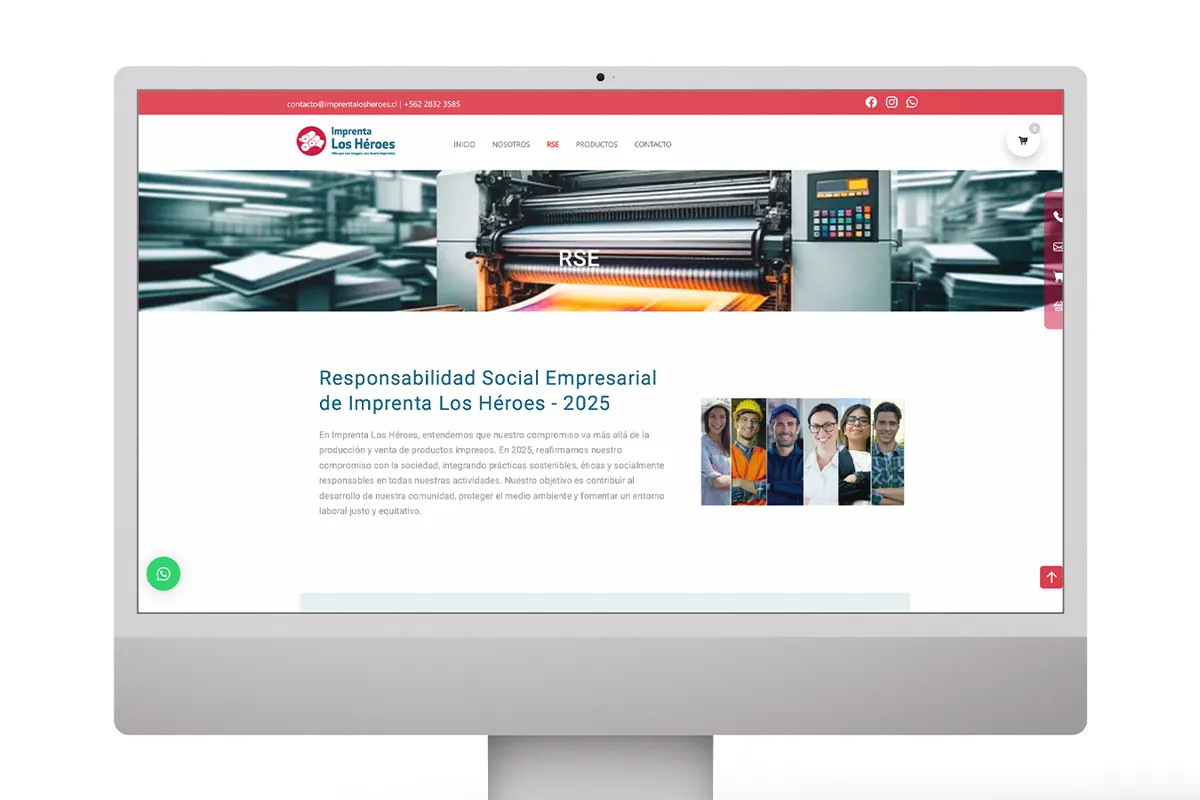 contacto@imprentalosheroes.cl | +562 2832 3585
Imprenta
Los Héroes
INICIO NOSOTROS RSE PRODUCTOS CONTACTO
0
RSE
Responsabilidad Social Empresarial
de Imprenta Los Héroes - 2025
En Imprenta Los Héroes, entendemos que nuestro compromiso va más allá de la
producción y venta de productos impresos. En 2025, reafirmamos nuestro
compromiso con la sociedad, integrando prácticas sostenibles, éticas y socialmente
responsables en todas nuestras actividades. Nuestro objetivo es contribuir al
desarrollo de nuestra comunidad, proteger el medio ambiente y fomentar un entorno
laboral justo y equitativo.